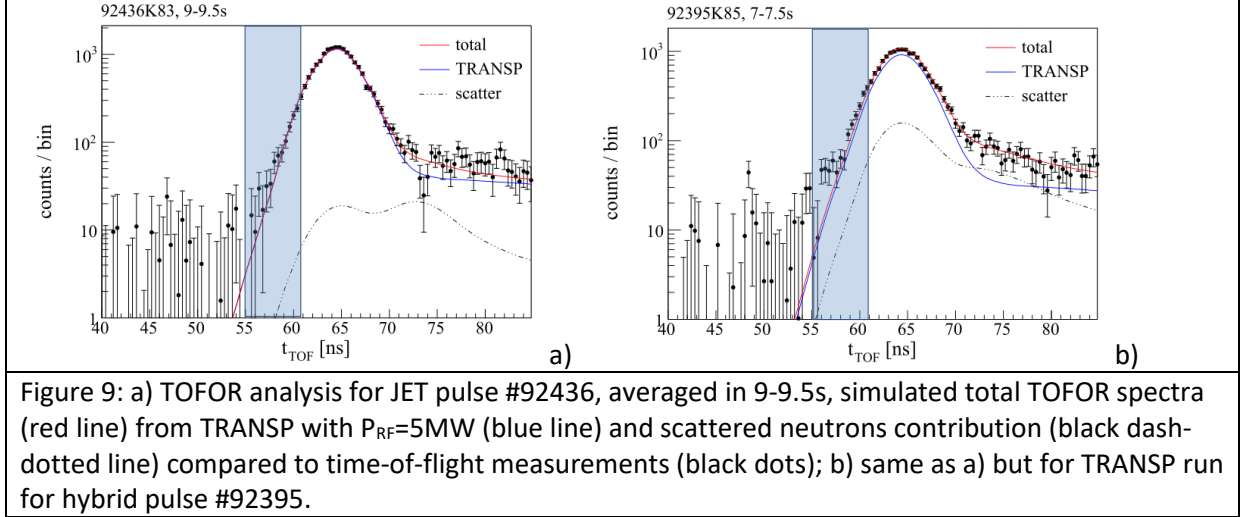 92436K83, 9-9.5s
total
TRANSP
scatter
10³
10²
10
1
counts / bin
40 45 50 55 60 65 70 75 80
t_TOF [ns]
a)
92395K85, 7-7.5s
total
TRANSP
scatter
10³
10²
10
1
counts / bin
40 45 50 55 60 65 70 75 80
t_TOF [ns]
b)
Figure 9: a) TOFOR analysis for JET pulse #92436, averaged in 9-9.5s, simulated total TOFOR spectra
(red line) from TRANSP with P_RF=5MW (blue line) and scattered neutrons contribution (black dash-
dotted line) compared to time-of-flight measurements (black dots); b) same as a) but for TRANSP run
for hybrid pulse #92395.